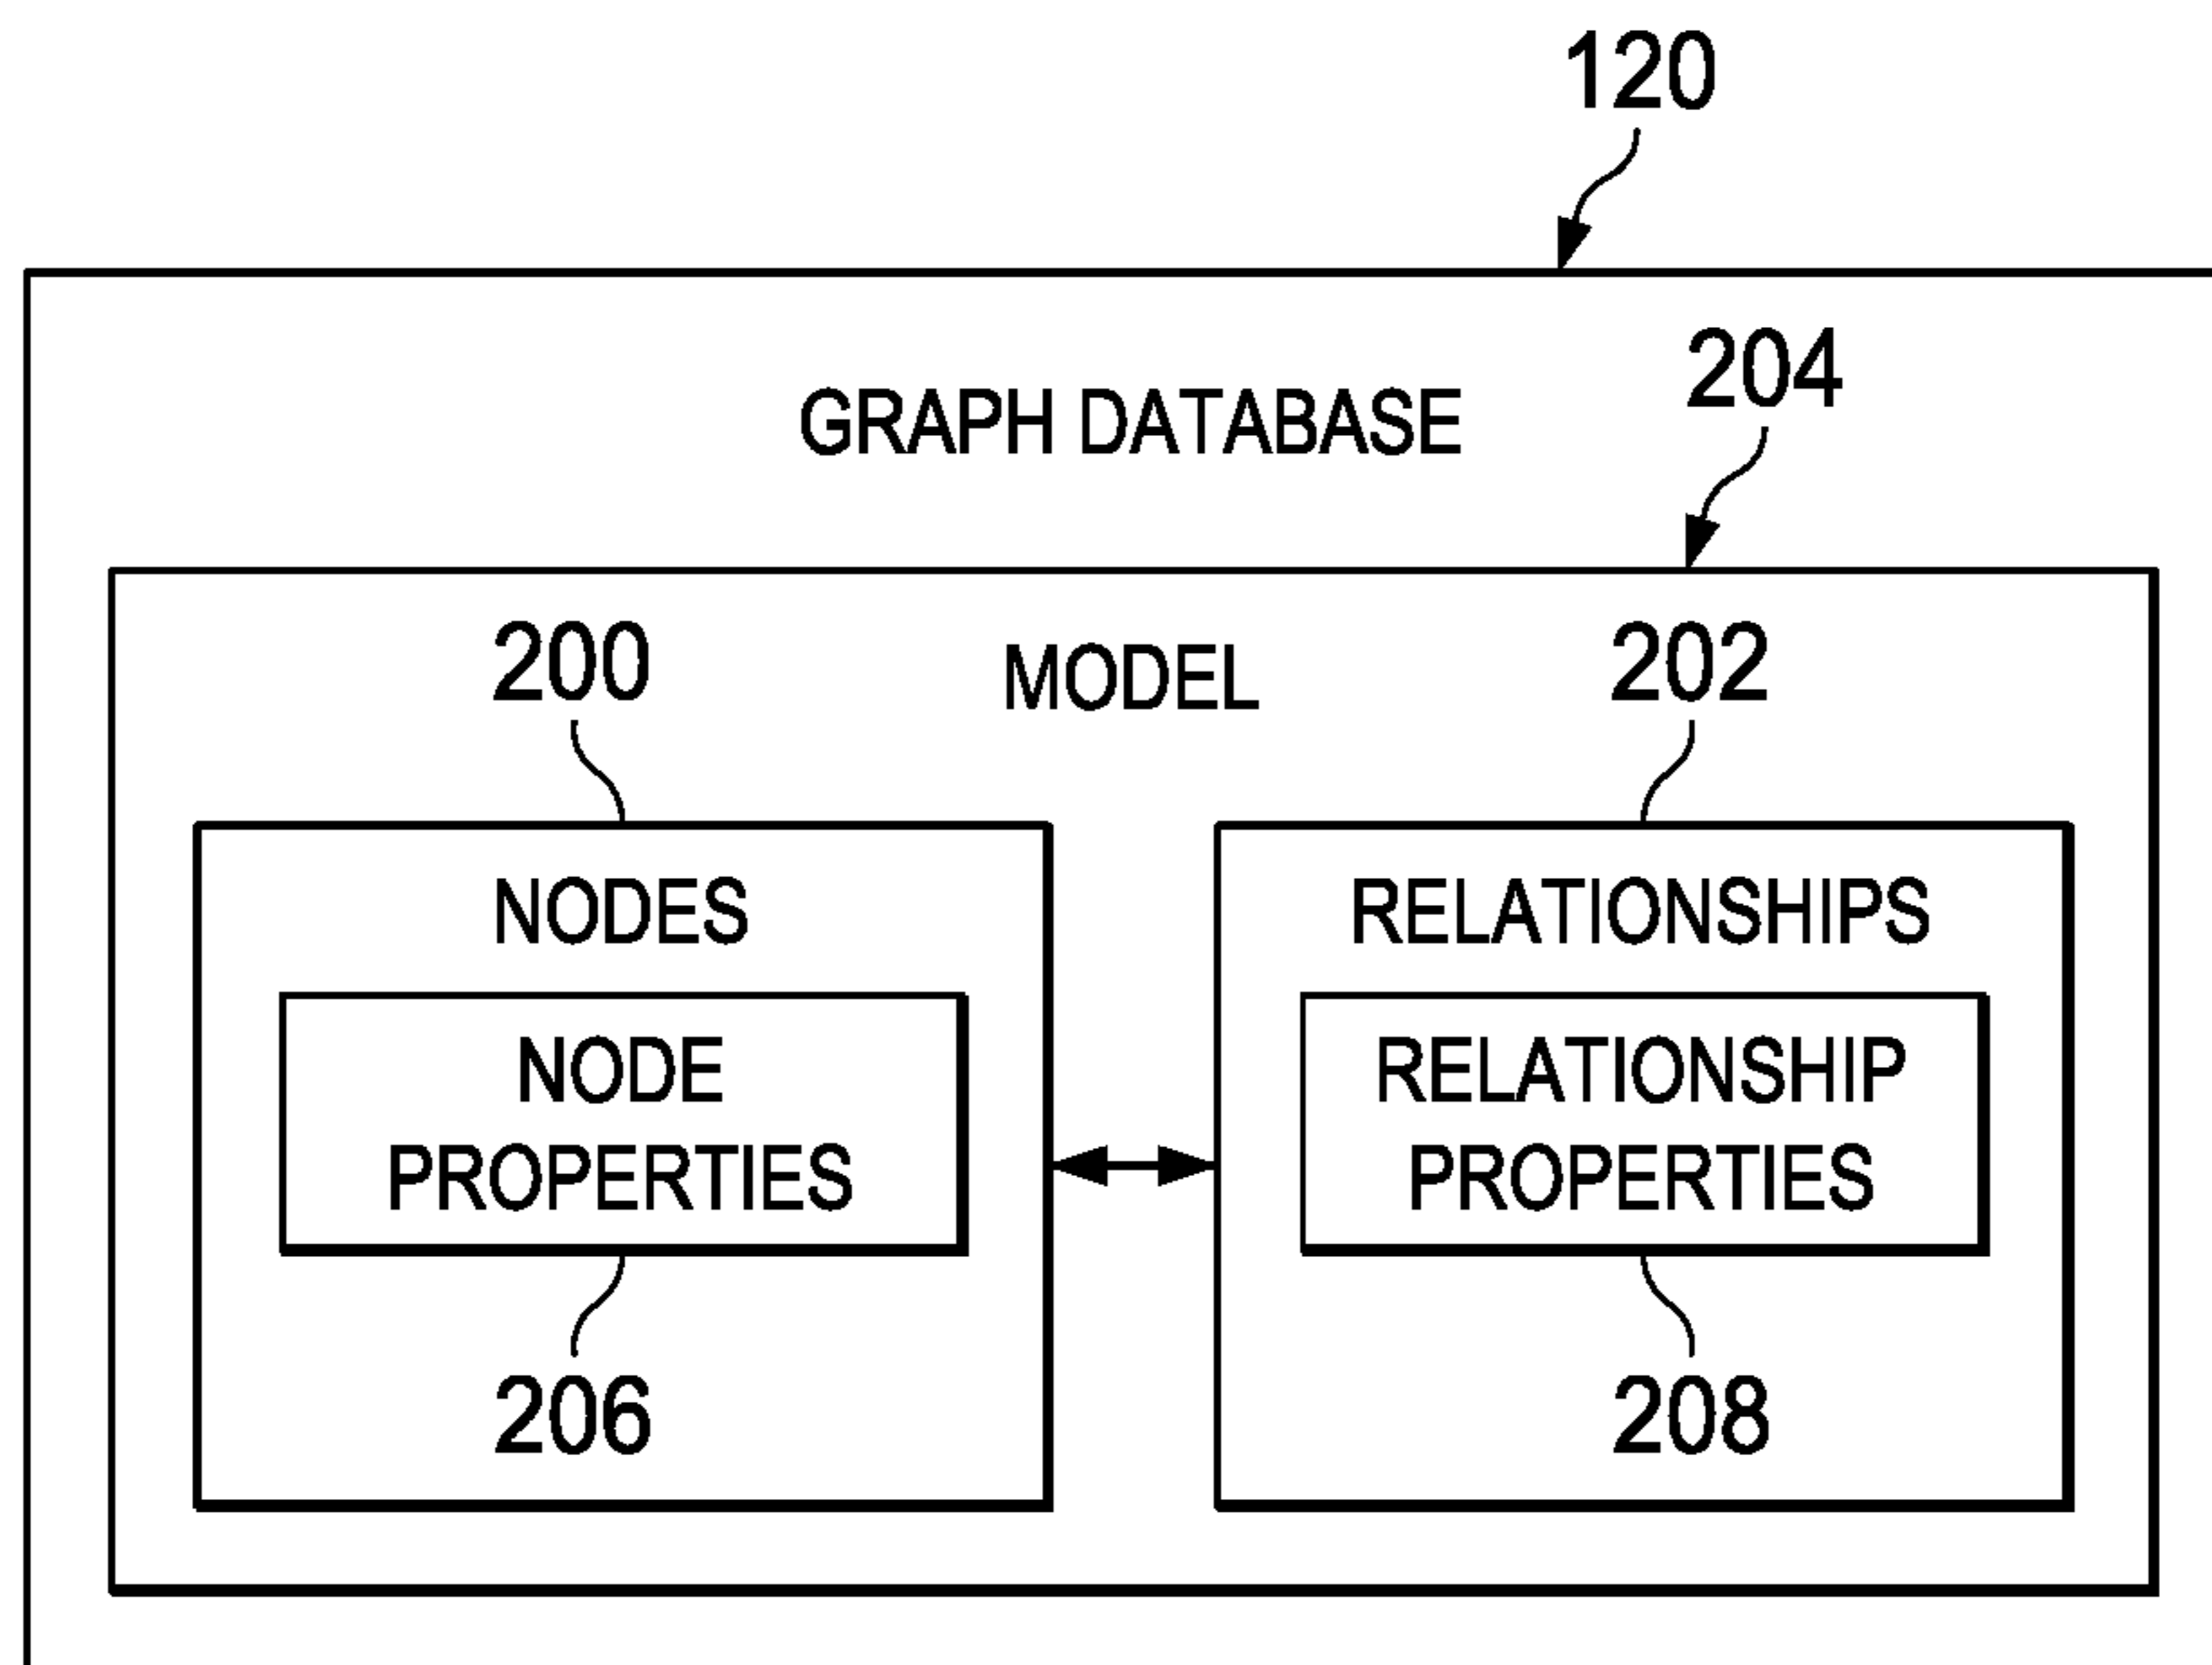 120
GRAPH DATABASE
204
MODEL
200
202
NODES
NODE
PROPERTIES
206
RELATIONSHIPS
RELATIONSHIP
PROPERTIES
208